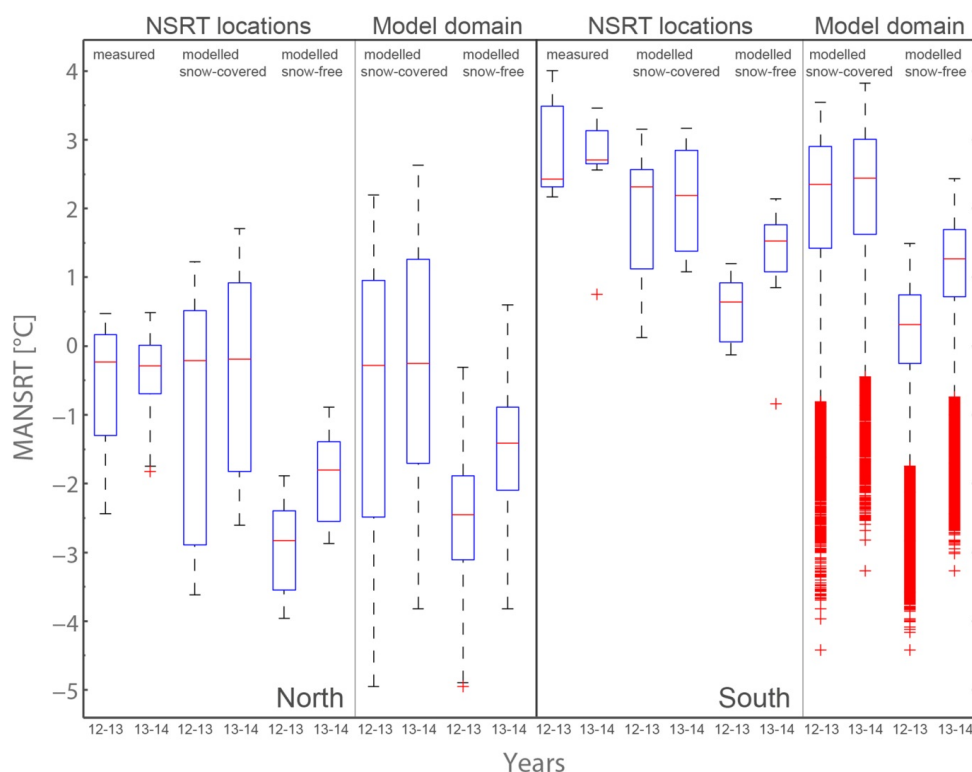 NSRT locations Model domain NSRT locations Model domain
measured modelled modelled modelled modelled measured modelled modelled modelled modelled
snow-covered snow-free snow-covered snow-free snow-covered snow-free snow-covered snow-free
4
3
2
1
0
−1
−2
−3
−4
−5
MANSRT [°C]
North South
12-13 13-14 12-13 13-14 12-13 13-14 12-13 13-14 12-13 13-14 12-13 13-14 12-13 13-14 12-13 13-14 12-13 13-14 12-13 13-14
Years